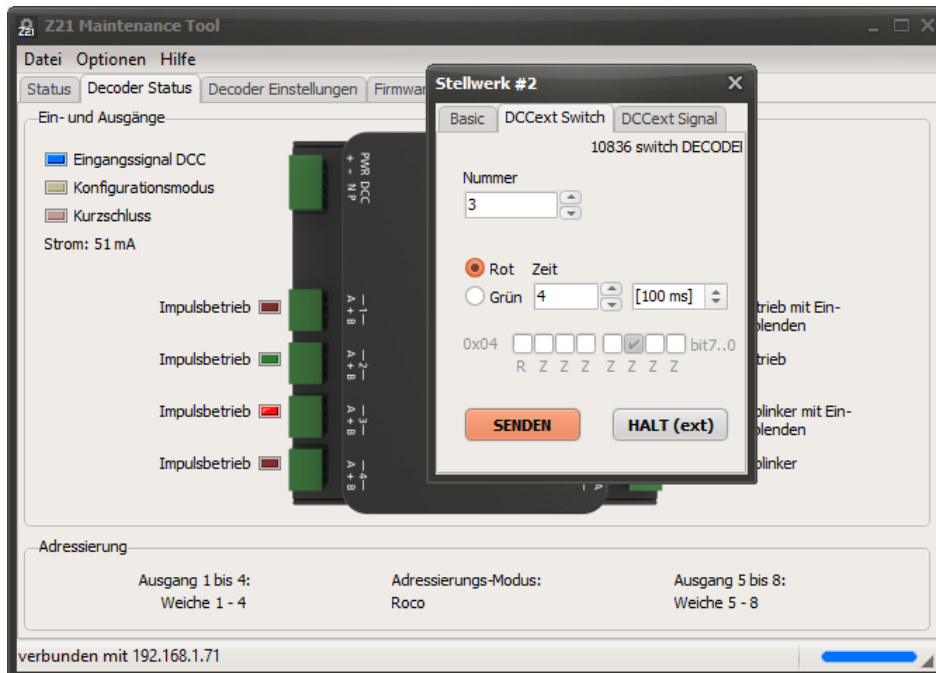 Z21 Maintenance Tool
Datei Optionen Hilfe
Status Decoder Status Decoder Einstellungen Firmwar
Ein- und Ausgänge
Eingangssignal DCC
Konfigurationsmodus
Kurzschluss
Strom: 51 mA
PWR DCC
+ - N P
Impulsbetrieb
—1—
A + B
Impulsbetrieb
—2—
A + B
Impulsbetrieb
—3—
A + B
Impulsbetrieb
—4—
A + B
Stellwerk #2
Basic DCCext Switch DCCext Signal
10836 switch DECODE
Nummer
3
Rot Zeit
Grün 4 [100 ms]
0x04 bit7..0
R Z Z Z Z Z Z Z
SENDEN HALT (ext)
trieb mit Ein-
blenden
trieb
blinker mit Ein-
blenden
blinker
A
Adressierung
Ausgang 1 bis 4: Adressierungs-Modus: Ausgang 5 bis 8:
Weiche 1 - 4 Roco Weiche 5 - 8
verbunden mit 192.168.1.71